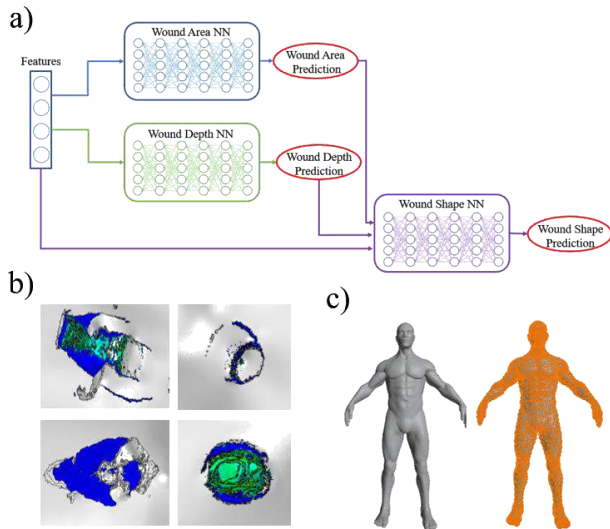 a)
Wound Area NN
Features
Wound Area
Prediction
Wound Depth NN
Wound Depth
Prediction
Wound Shape NN
Wound Shape
Prediction
b)
c)